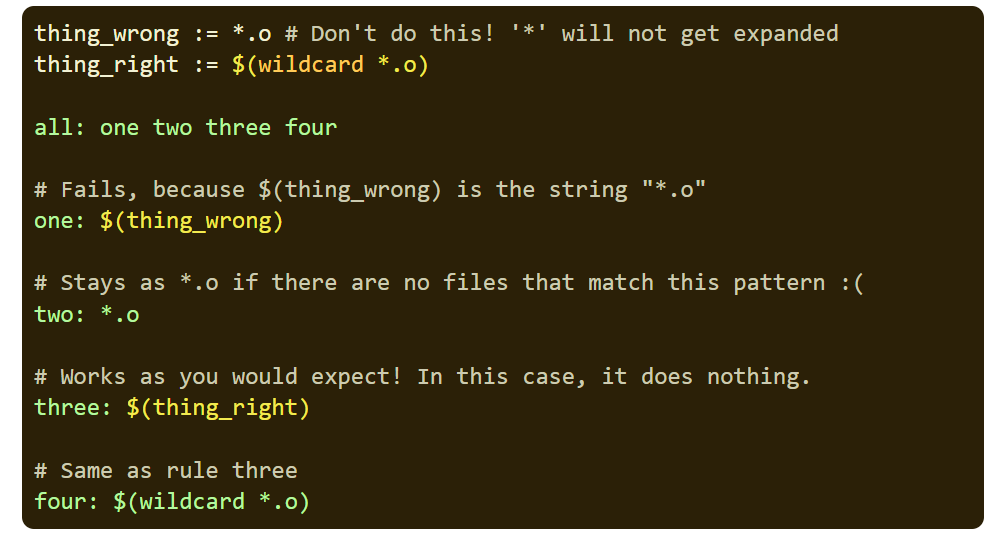 thing_wrong := *.o # Don't do this! '*' will not get expanded
thing_right := $(wildcard *.o)
all: one two three four
# Fails, because $(thing_wrong) is the string "*.o"
one: $(thing_wrong)
# Stays as *.o if there are no files that match this pattern :(
two: *.o
# Works as you would expect! In this case, it does nothing.
three: $(thing_right)
# Same as rule three
four: $(wildcard *.o)